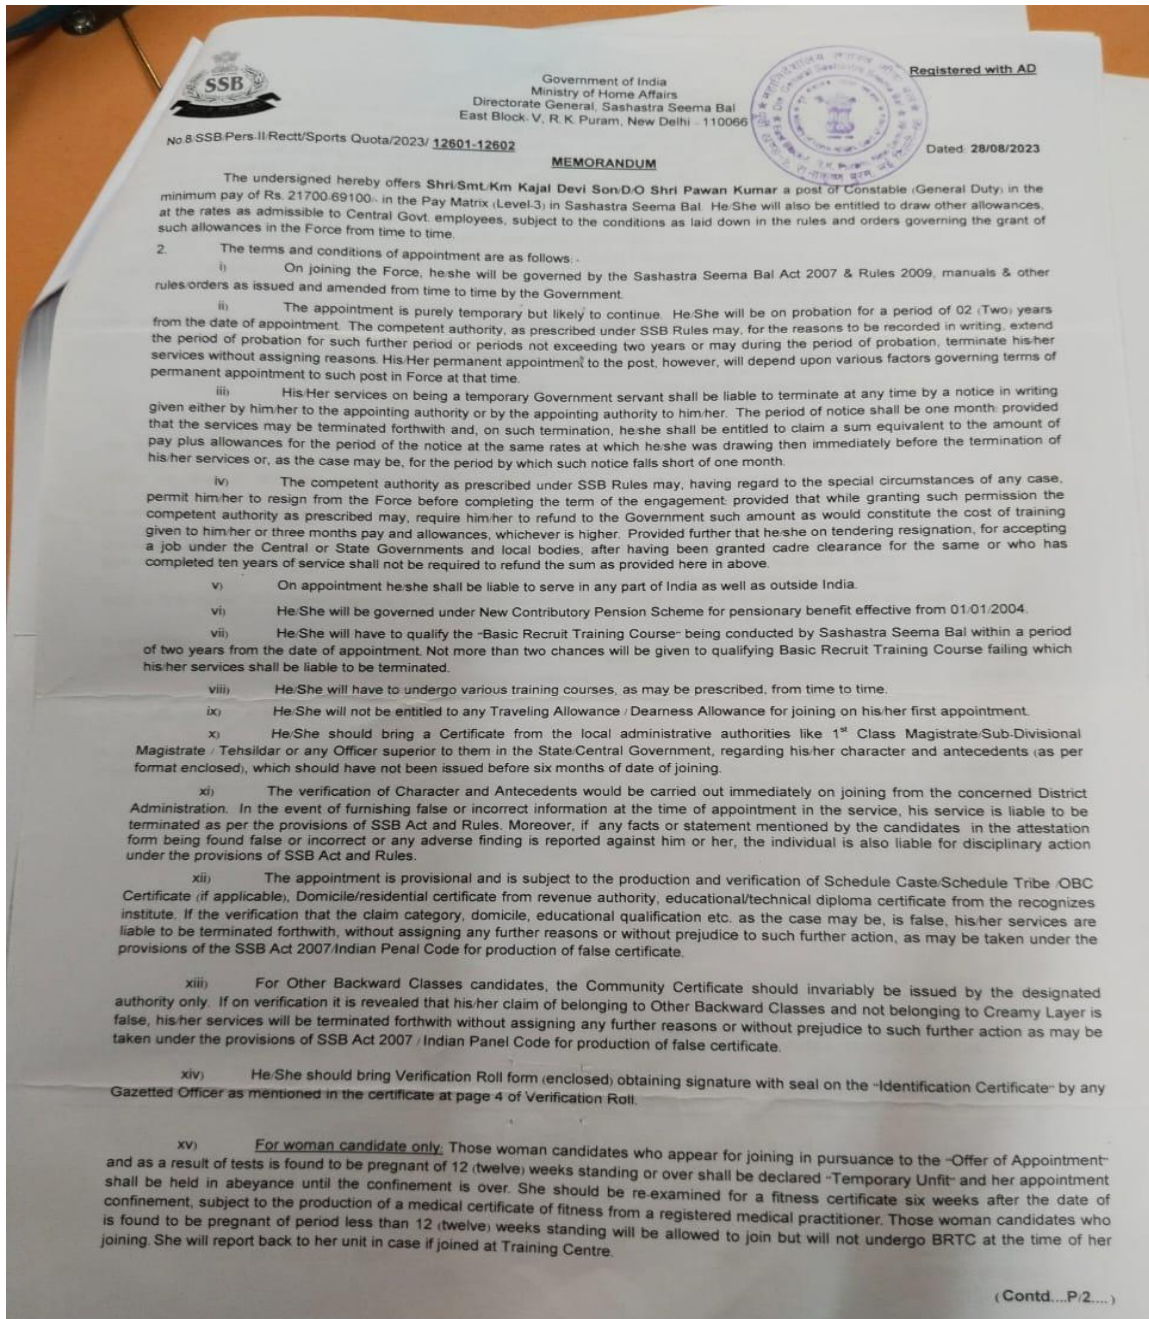 SSB
Government of India
Ministry of Home Affairs
Directorate General, Sashastra Seema Bal
East Block-V, R. K. Puram, New Delhi - 110066
Registered with AD
No.8/SSB/Pers-II/Rectt/Sports Quota/2023/ 12601-12602
Dated: 28/08/2023
MEMORANDUM
The undersigned hereby offers Shri/Smt./Km Kajal Devi Son/D/O Shri Pawan Kumar a post of Constable (General Duty) in the
minimum pay of Rs. 21700-69100/- in the Pay Matrix (Level-3) in Sashastra Seema Bal. He/She will also be entitled to draw other allowances,
at the rates as admissible to Central Govt. employees, subject to the conditions as laid down in the rules and orders governing the grant of
such allowances in the Force from time to time.
2. The terms and conditions of appointment are as follows: -
i) On joining the Force, he/she will be governed by the Sashastra Seema Bal Act 2007 & Rules 2009, manuals & other
rules/orders as issued and amended from time to time by the Government.
ii) The appointment is purely temporary but likely to continue. He/She will be on probation for a period of 02 (Two) years
from the date of appointment. The competent authority, as prescribed under SSB Rules may, for the reasons to be recorded in writing, extend
the period of probation for such further period or periods not exceeding two years or may during the period of probation, terminate his/her
services without assigning reasons. His/Her permanent appointment to the post, however, will depend upon various factors governing terms of
permanent appointment to such post in Force at that time.
iii) His/Her services on being a temporary Government servant shall be liable to terminate at any time by a notice in writing
given either by him/her to the appointing authority or by the appointing authority to him/her. The period of notice shall be one month: provided
that the services may be terminated forthwith and, on such termination, he/she shall be entitled to claim a sum equivalent to the amount of
pay plus allowances for the period of the notice at the same rates at which he/she was drawing then immediately before the termination of
his/her services or, as the case may be, for the period by which such notice falls short of one month.
iv) The competent authority as prescribed under SSB Rules may, having regard to the special circumstances of any case,
permit him/her to resign from the Force before completing the term of the engagement: provided that while granting such permission the
competent authority as prescribed may, require him/her to refund to the Government such amount as would constitute the cost of training
given to him/her or three months pay and allowances, whichever is higher. Provided further that he/she on tendering resignation, for accepting
a job under the Central or State Governments and local bodies, after having been granted cadre clearance for the same or who has
completed ten years of service shall not be required to refund the sum as provided here in above.
v) On appointment he/she shall be liable to serve in any part of India as well as outside India.
vi) He/She will be governed under New Contributory Pension Scheme for pensionary benefit effective from 01/01/2004.
vii) He/She will have to qualify the "Basic Recruit Training Course" being conducted by Sashastra Seema Bal within a period
of two years from the date of appointment. Not more than two chances will be given to qualifying Basic Recruit Training Course failing which
his/her services shall be liable to be terminated.
viii) He/She will have to undergo various training courses, as may be prescribed, from time to time.
ix) He/She will not be entitled to any Traveling Allowance / Dearness Allowance for joining on his/her first appointment.
x) He/She should bring a Certificate from the local administrative authorities like 1st Class Magistrate/Sub-Divisional
Magistrate / Tehsildar or any Officer superior to them in the State/Central Government, regarding his/her character and antecedents (as per
format enclosed), which should have not been issued before six months of date of joining.
xi) The verification of Character and Antecedents would be carried out immediately on joining from the concerned District
Administration. In the event of furnishing false or incorrect information at the time of appointment in the service, his service is liable to be
terminated as per the provisions of SSB Act and Rules. Moreover, if any facts or statement mentioned by the candidates in the attestation
form being found false or incorrect or any adverse finding is reported against him or her, the individual is also liable for disciplinary action
under the provisions of SSB Act and Rules.
xii) The appointment is provisional and is subject to the production and verification of Schedule Caste/Schedule Tribe /OBC
Certificate (if applicable), Domicile/residential certificate from revenue authority, educational/technical diploma certificate from the recognizes
institute. If the verification that the claim category, domicile, educational qualification etc. as the case may be, is false, his/her services are
liable to be terminated forthwith, without assigning any further reasons or without prejudice to such further action, as may be taken under the
provisions of the SSB Act 2007/Indian Penal Code for production of false certificate.
xiii) For Other Backward Classes candidates, the Community Certificate should invariably be issued by the designated
authority only. If on verification it is revealed that his/her claim of belonging to Other Backward Classes and not belonging to Creamy Layer is
false, his/her services will be terminated forthwith without assigning any further reasons or without prejudice to such further action as may be
taken under the provisions of SSB Act 2007 / Indian Panel Code for production of false certificate.
xiv) He/She should bring Verification Roll form (enclosed) obtaining signature with seal on the "Identification Certificate" by any
Gazetted Officer as mentioned in the certificate at page 4 of Verification Roll.
xv) For woman candidate only: Those woman candidates who appear for joining in pursuance to the "Offer of Appointment"
and as a result of tests is found to be pregnant of 12 (twelve) weeks standing or over shall be declared "Temporary Unfit" and her appointment
shall be held in abeyance until the confinement is over. She should be re-examined for a fitness certificate six weeks after the date of
confinement, subject to the production of a medical certificate of fitness from a registered medical practitioner. Those woman candidates who
is found to be pregnant of period less than 12 (twelve) weeks standing will be allowed to join but will not undergo BRTC at the time of her
joining. She will report back to her unit in case if joined at Training Centre.
(Contd....P/2....)